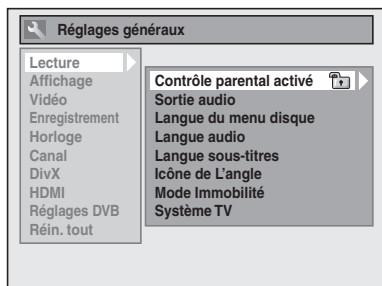 Réglages généraux
Lecture
Affichage
Vidéo
Enregistrement
Horloge
Canal
DivX
HDMI
Réglages DVB
Réin. tout
Contrôle parental activé
Sortie audio
Langue du menu disque
Langue audio
Langue sous-titres
Icône de L'angle
Mode Immobilité
Système TV